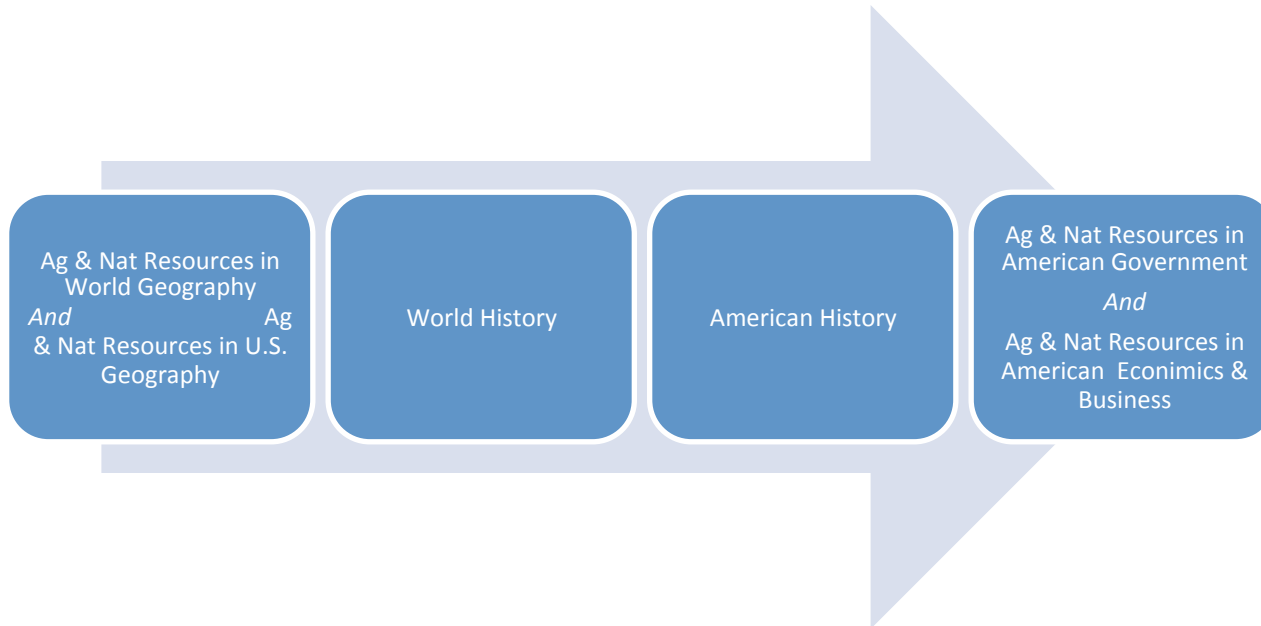 Ag & Nat Resources in
World Geography
And Ag
& Nat Resources in U.S.
Geography
World History
American History
Ag & Nat Resources in
American Government
And
Ag & Nat Resources in
American Econimics &
Business